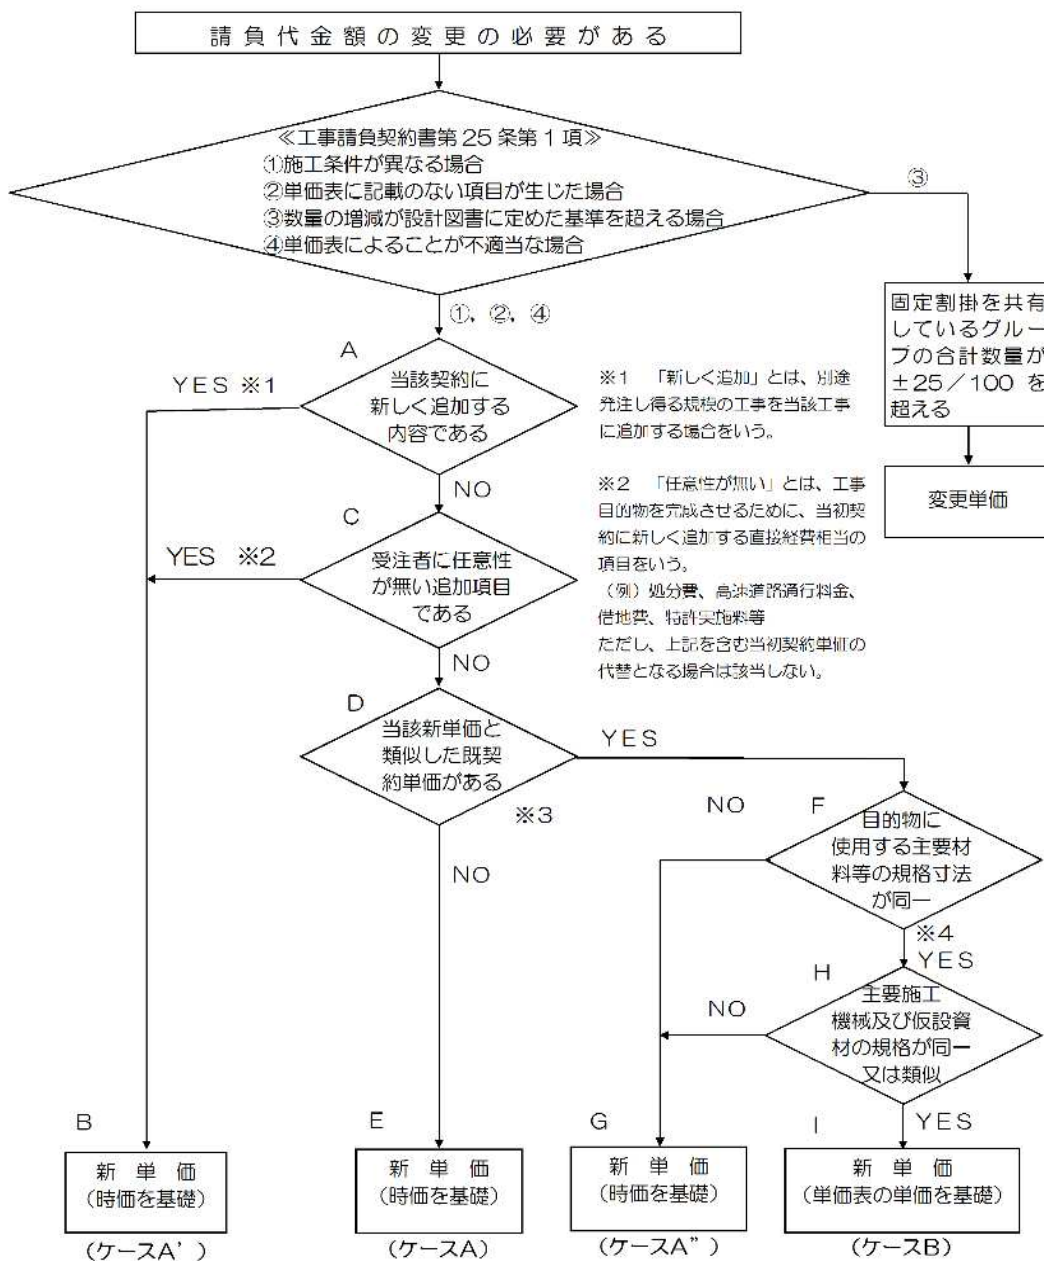 請負代金額の変更の必要がある
≪工事請負契約書第25条第1項≫
①施工条件が異なる場合
②単価表に記載のない項目が生じた場合
③数量の増減が設計図書に定めた基準を超える場合
④単価表によることが不適当な場合
③
①，②，④
固定割掛を共有
しているグルー
プの合計数量が
±25／100 を
超える
変更単価
A
YES ※1
当該契約に
新しく追加する
内容である
NO
※1 「新しく追加」とは、別途
発注し得る規模の工事を当該工事
に追加する場合をいう。
※2 「任意性が無い」とは、工事
目的物を完成させるために、当初契
約に新しく追加する直接経費相当の
項目をいう。
（例）処分費、高速道路通行料金、
借地費、特許実施料等
ただし、上記を含む当初契約単価の
代替となる場合は該当しない。
C
YES ※2
受注者に任意性
が無い追加項目
である
NO
D
当該新単価と
類似した既契
約単価がある
YES
※3
NO
NO
F
目的物に
使用する主要材
料等の規格寸法
が同一
※4
YES
H
NO
主要施工
機械及び仮設資
材の規格が同一
又は類似
YES
B
新単価
（時価を基礎）
（ケースA’）
E
新単価
（時価を基礎）
（ケースA）
G
新単価
（時価を基礎）
（ケースA”）
I
新単価
（単価表の単価を基礎）
（ケースB）